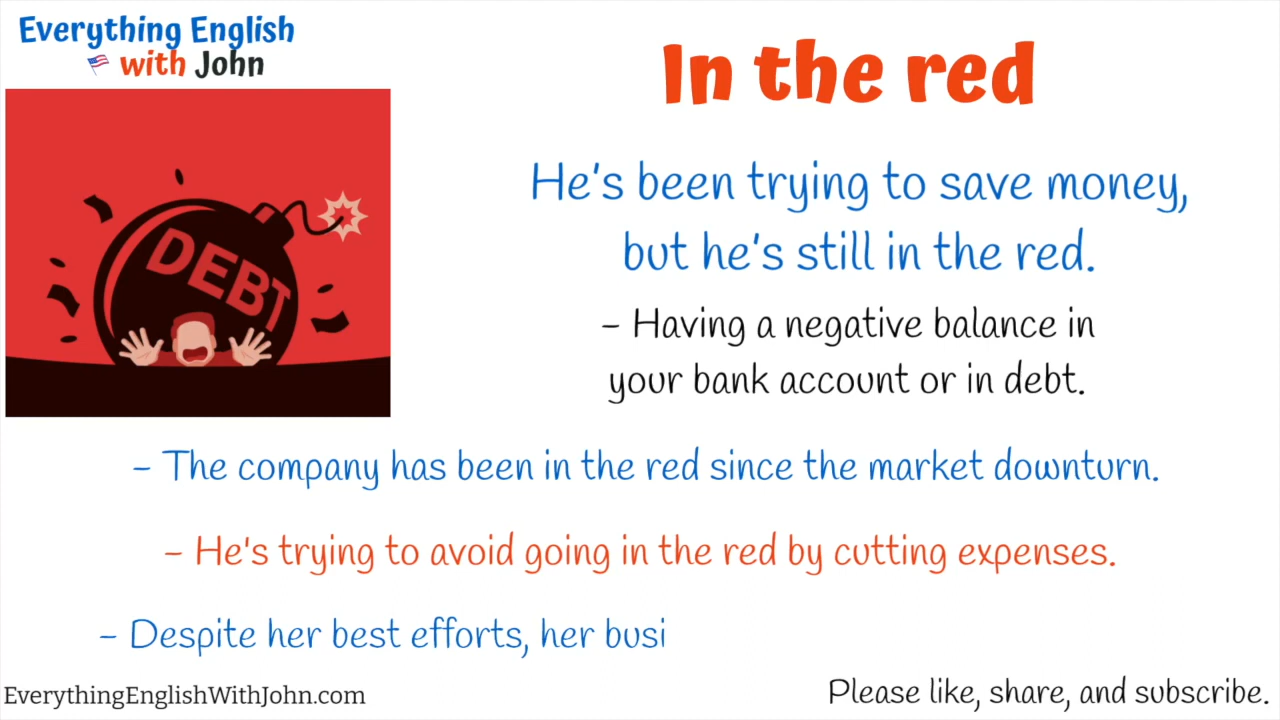 Everything English
with John
In the red
DEBT
He's been trying to save money,
but he's still in the red.
- Having a negative balance in
your bank account or in debt.
- The company has been in the red since the market downturn.
- He's trying to avoid going in the red by cutting expenses.
- Despite her best efforts, her busi
EverythingEnglishWithJohn.com
Please like, share, and subscribe.